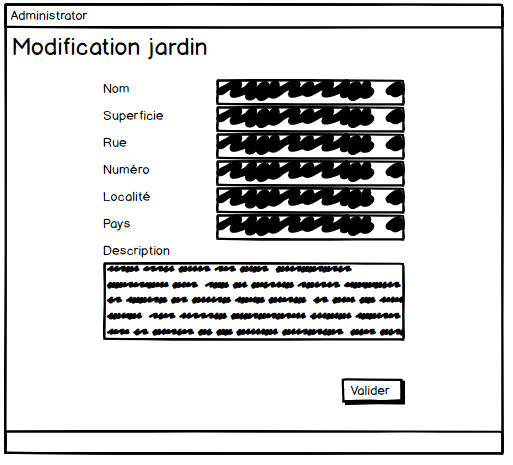 Administrator
Modification jardin
Nom
Superficie
Rue
Numéro
Localité
Pays
Description
Valider